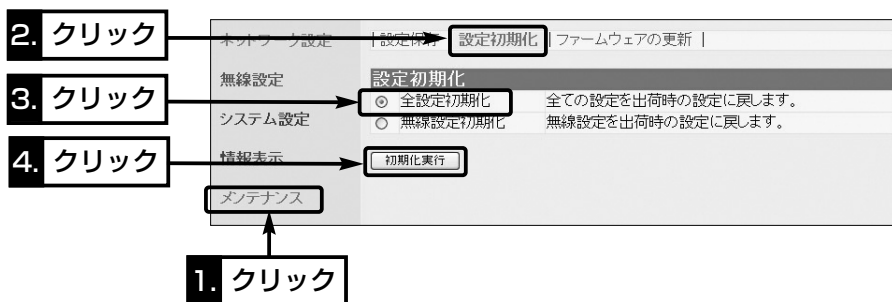 2. クリック
ネットワーク設定
| 設定保存 設定初期化 | ファームウェアの更新 |
無線設定
設定初期化
3. クリック
全設定初期化 全ての設定を出荷時の設定に戻します。
システム設定
無線設定初期化 無線設定を出荷時の設定に戻します。
4. クリック
情報表示
初期化実行
メンテナンス
1. クリック